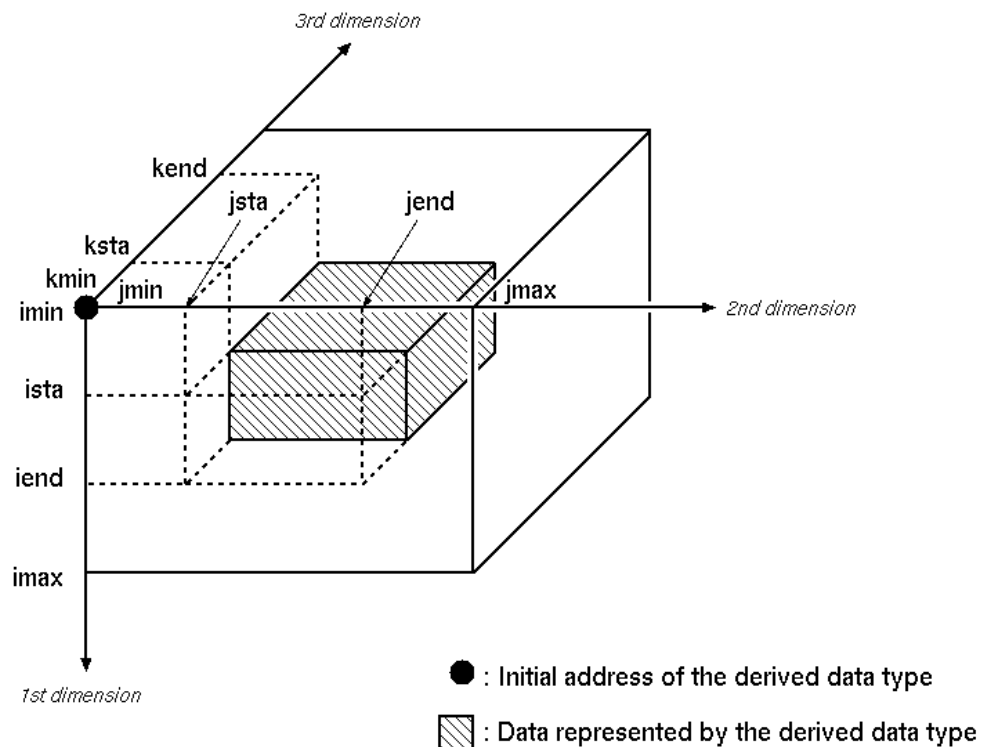 3rd dimension
kend
jsta
jend
ksta
kmin
jmin
jmax
imin
2nd dimension
ista
iend
imax
1st dimension
: Initial address of the derived data type
: Data represented by the derived data type